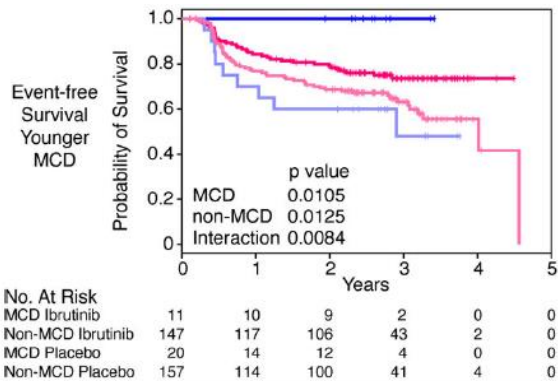 Event-free
Survival
Younger
MCD
Probability of Survival
1.0
0.8
0.6
0.4
0.2
0
p value
MCD 0.0105
non-MCD 0.0125
Interaction 0.0084
0 1 2 3 4 5
Years
No. At Risk
MCD Ibrutinib 11 10 9 2 0 0
Non-MCD Ibrutinib 147 117 106 43 2 0
MCD Placebo 20 14 12 4 0 0
Non-MCD Placebo 157 114 100 41 4 0